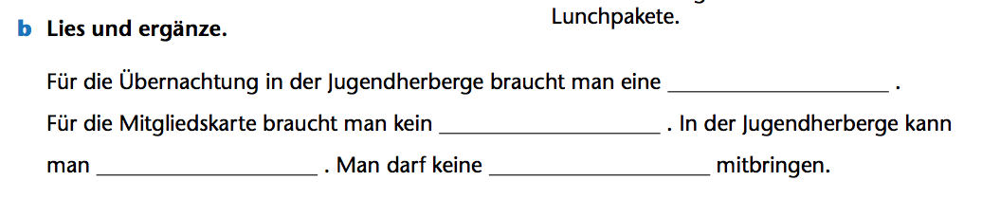 Lunchpakete.
b Lies und ergänze.
Für die Übernachtung in der Jugendherberge braucht man eine ____________________ .
Für die Mitgliedskarte braucht man kein ____________________ . In der Jugendherberge kann
man ____________________ . Man darf keine ____________________ mitbringen.